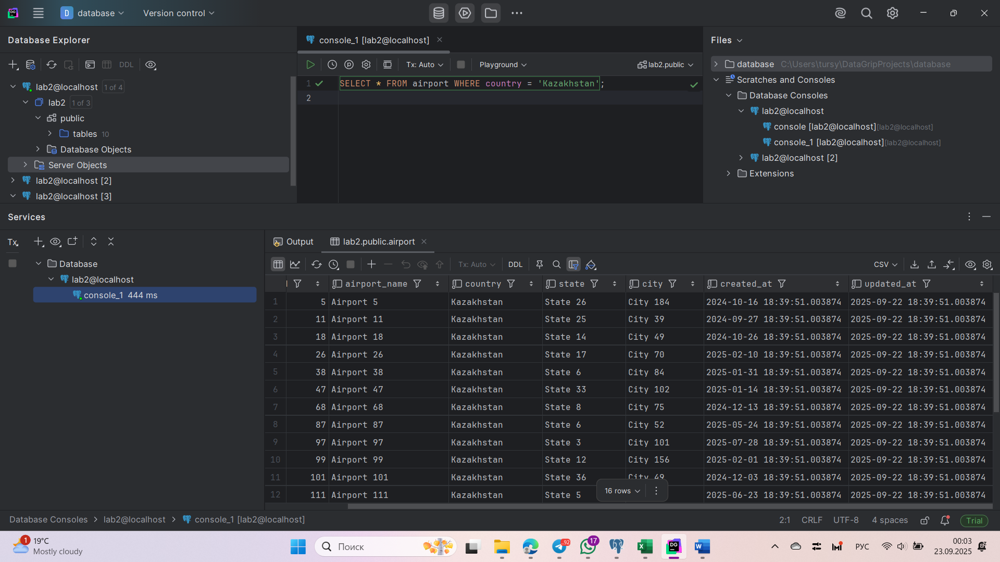 D database Version control
Database Explorer
DDL
lab2@localhost 1 of 4
lab2 1 of 3
public
tables 10
Database Objects
Server Objects
lab2@localhost [2]
lab2@localhost [3]
console_1 [lab2@localhost]
Tx: Auto Playground lab2.public
1 SELECT * FROM airport WHERE country = 'Kazakhstan';
2
Files
database C:\Users\tursy\DataGripProjects\database
Scratches and Consoles
Database Consoles
lab2@localhost
console [lab2@localhost] [lab2@localhost]
console_1 [lab2@localhost] [lab2@localhost]
lab2@localhost [2]
Extensions
Services
Tx
Database
lab2@localhost
console_1 444 ms
Output lab2.public.airport
Tx: Auto DDL CSV
airport_name country state city created_at updated_at
1 5 Airport 5 Kazakhstan State 26 City 184 2024-10-16 18:39:51.003874 2025-09-22 18:39:51.003874
2 11 Airport 11 Kazakhstan State 25 City 39 2024-09-27 18:39:51.003874 2025-09-22 18:39:51.003874
3 18 Airport 18 Kazakhstan State 14 City 49 2024-10-26 18:39:51.003874 2025-09-22 18:39:51.003874
4 26 Airport 26 Kazakhstan State 17 City 70 2025-02-10 18:39:51.003874 2025-09-22 18:39:51.003874
5 38 Airport 38 Kazakhstan State 6 City 84 2025-01-31 18:39:51.003874 2025-09-22 18:39:51.003874
6 47 Airport 47 Kazakhstan State 33 City 102 2025-01-14 18:39:51.003874 2025-09-22 18:39:51.003874
7 68 Airport 68 Kazakhstan State 8 City 75 2024-12-13 18:39:51.003874 2025-09-22 18:39:51.003874
8 87 Airport 87 Kazakhstan State 6 City 52 2025-05-24 18:39:51.003874 2025-09-22 18:39:51.003874
9 97 Airport 97 Kazakhstan State 3 City 101 2025-07-28 18:39:51.003874 2025-09-22 18:39:51.003874
10 99 Airport 99 Kazakhstan State 12 City 156 2025-02-01 18:39:51.003874 2025-09-22 18:39:51.003874
11 101 Airport 101 Kazakhstan State 36 City 49 2024-12-03 18:39:51.003874 2025-09-22 18:39:51.003874
12 111 Airport 111 Kazakhstan State 5 2025-06-23 18:39:51.003874 2025-09-22 18:39:51.003874
16 rows
Database Consoles > lab2@localhost > console_1 [lab2@localhost]
2:1 CRLF UTF-8 4 spaces Trial
1 19°C
Mostly cloudy
Поиск
..92
17
РУС
00:03
23.09.2025